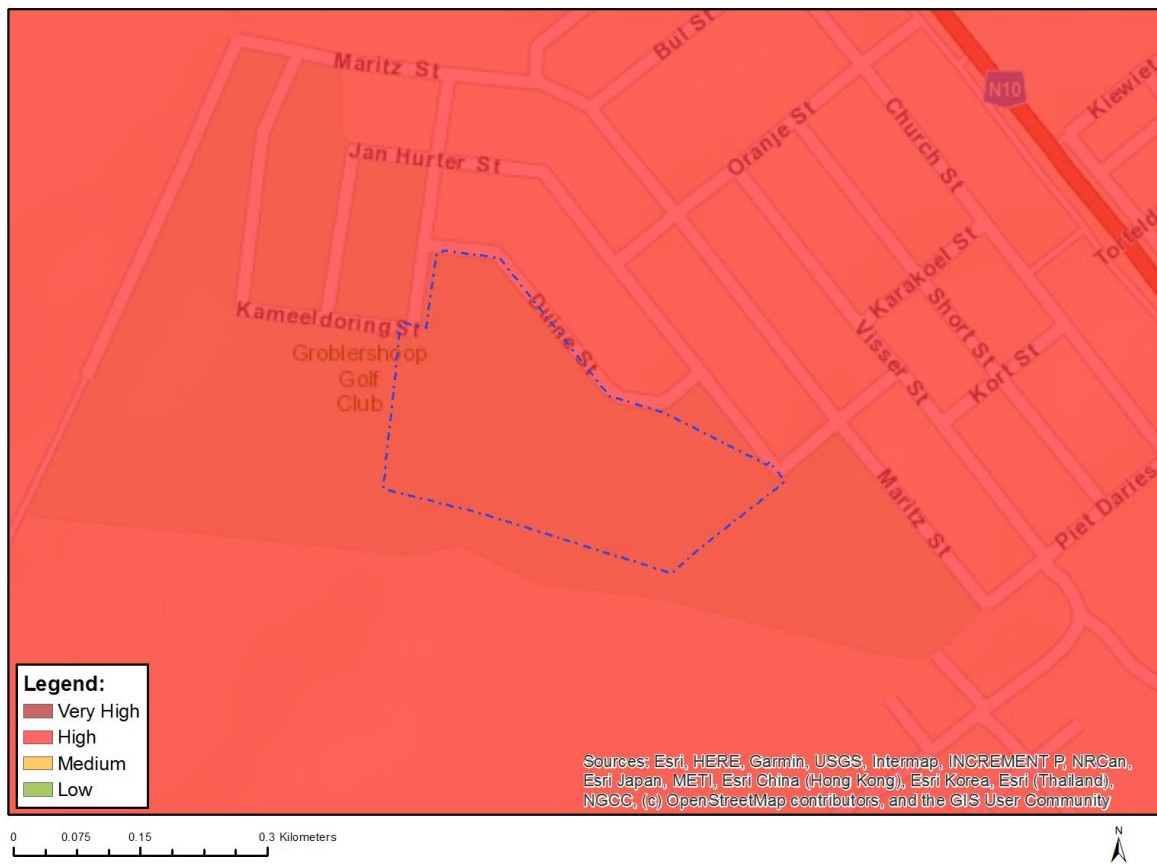 Maritz St
Bul St
N10
Kiewiet
Jan Hurter St
Oranje St
Church St
Karakoel St
Torteld
Kameeldoring St
Duine St
Short St
Visser St
Kort St
Groblershoop
Golf
Club
Maritz St
Piet Daries
Legend:
Very High
High
Medium
Low
Sources: Esri, HERE, Garmin, USGS, Intermap, INCREMENT P, NRCan,
Esri Japan, METI, Esri China (Hong Kong), Esri Korea, Esri (Thailand),
NGCC, (c) OpenStreetMap contributors, and the GIS User Community
0 0.075 0.15 0.3 Kilometers
N